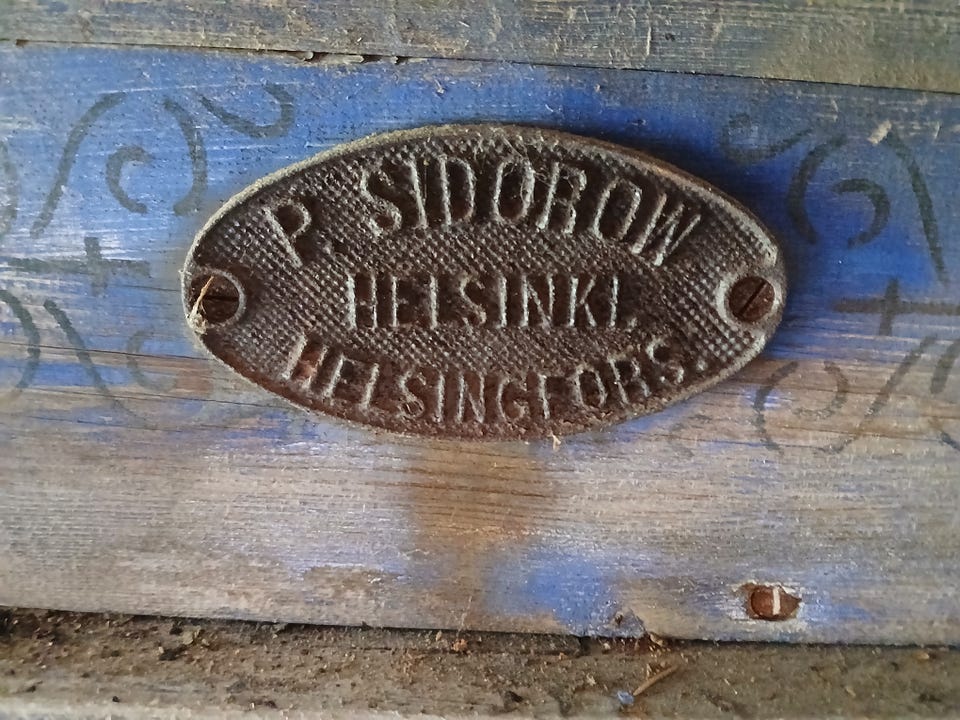 P. SIDOROW
HELSINKI.
HELSINGFORS.